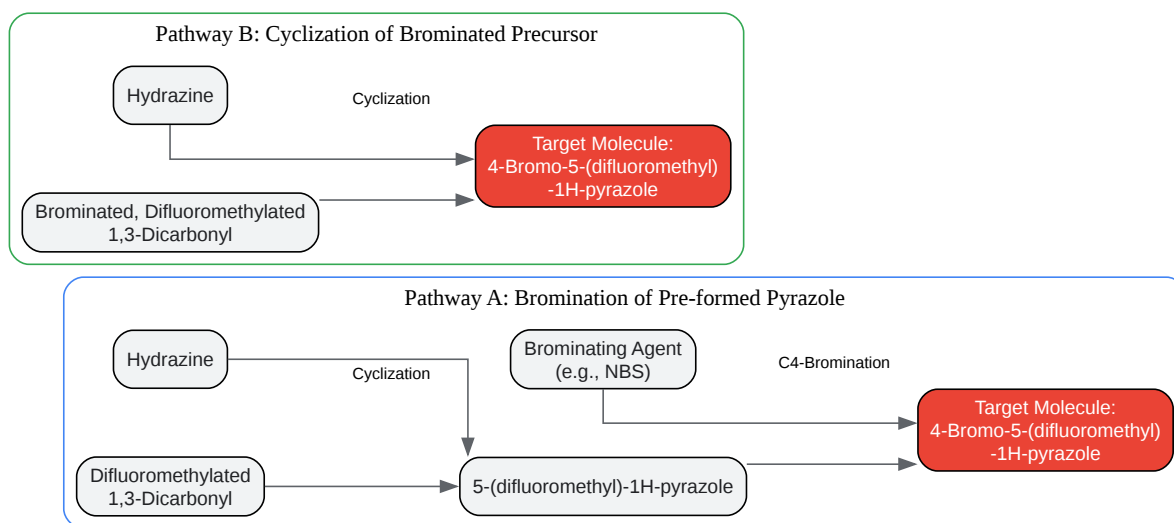 Pathway B: Cyclization of Brominated Precursor
Hydrazine
Cyclization
Target Molecule:
4-Bromo-5-(difluoromethyl)
-1H-pyrazole
Brominated, Difluoromethylated
1,3-Dicarbonyl
Pathway A: Bromination of Pre-formed Pyrazole
Hydrazine
Cyclization
Brominating Agent
(e.g., NBS)
C4-Bromination
Target Molecule:
4-Bromo-5-(difluoromethyl)
-1H-pyrazole
Difluoromethylated
1,3-Dicarbonyl
5-(difluoromethyl)-1H-pyrazole